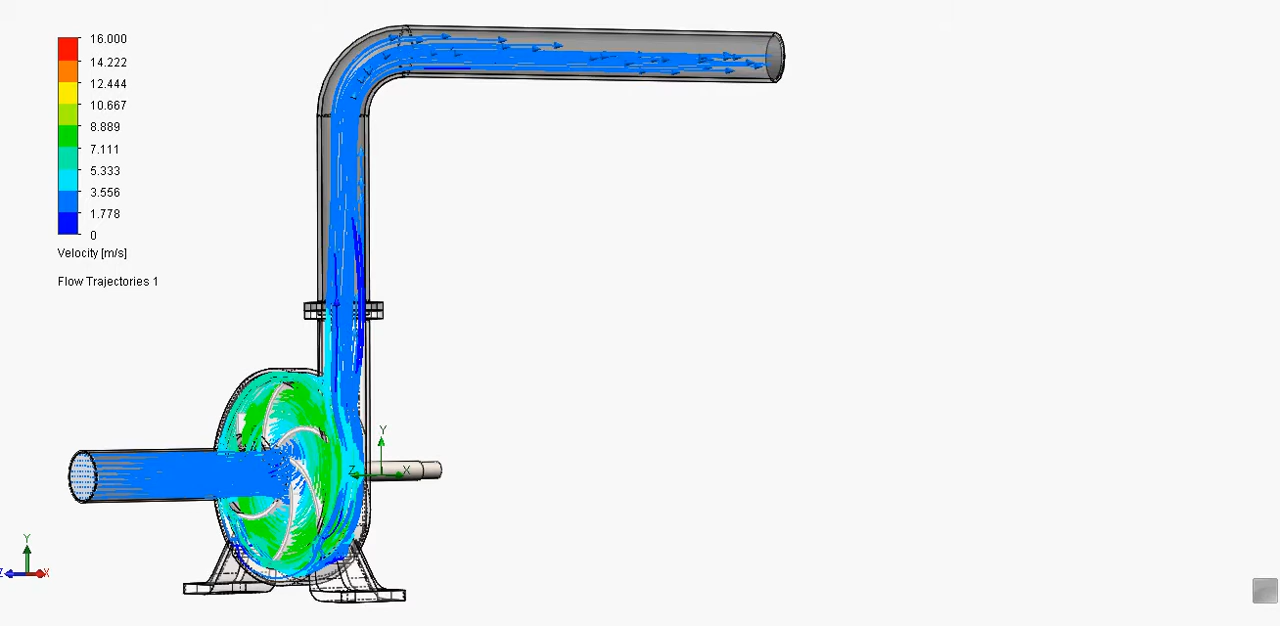 16.000
14.222
12.444
10.667
8.889
7.111
5.333
3.556
1.778
0
Velocity [m/s]
Flow Trajectories 1
Y
Z X
Y
Z X